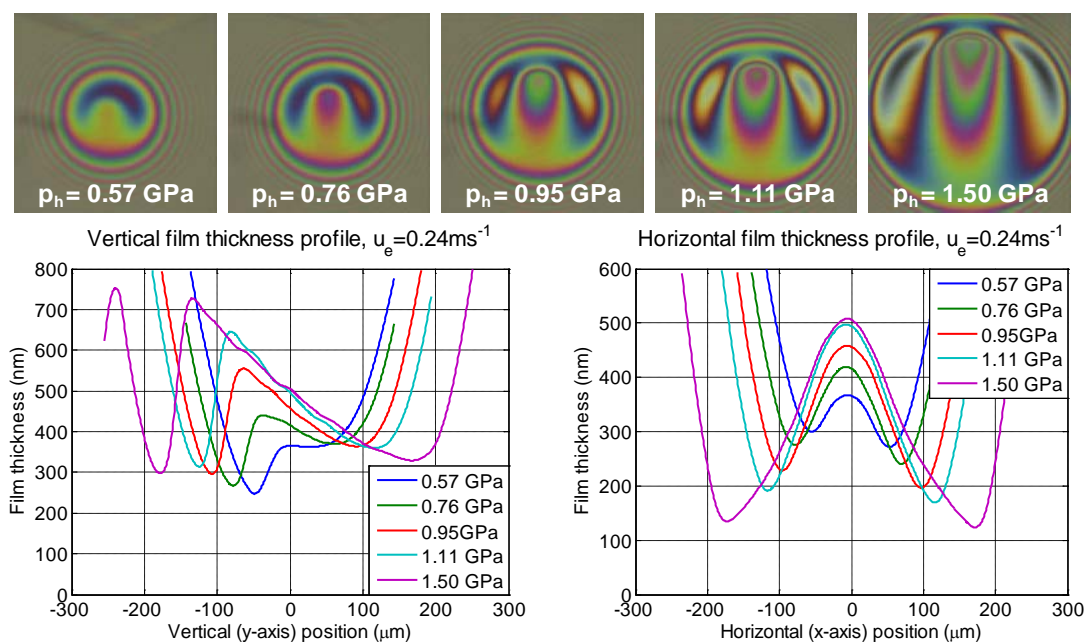 p_h = 0.57 GPa
p_h = 0.76 GPa
p_h = 0.95 GPa
p_h = 1.11 GPa
p_h = 1.50 GPa
Vertical film thickness profile, u_e=0.24ms^-1
800
700
600
500
400
300
200
100
0
Film thickness (nm)
0.57 GPa
0.76 GPa
0.95GPa
1.11 GPa
1.50 GPa
-300 -200 -100 0 100 200 300
Vertical (y-axis) position (μm)
Horizontal film thickness profile, u_e=0.24ms^-1
600
500
400
300
200
100
0
Film thickness (nm)
0.57 GPa
0.76 GPa
0.95GPa
1.11 GPa
1.50 GPa
-300 -200 -100 0 100 200 300
Horizontal (x-axis) position (μm)